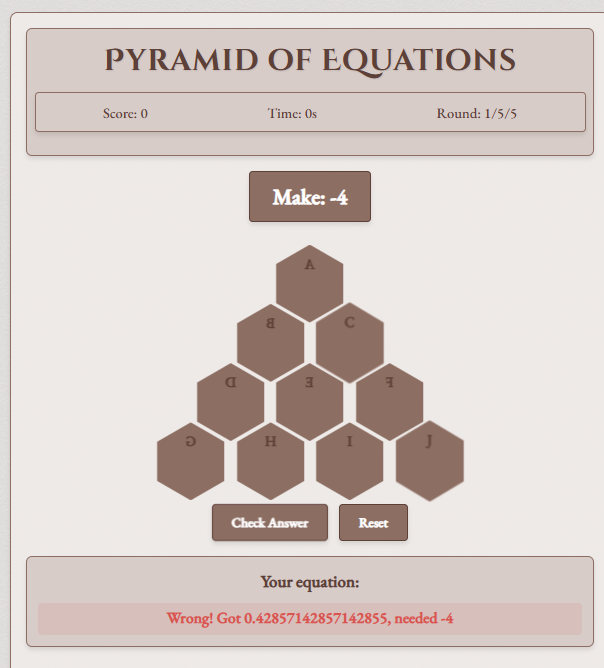 PYRAMID OF EQUATIONS
Score: 0 Time: 0s Round: 1/5/5
Make: -4
A
B C
D E F
G H I J
Check Answer Reset
Your equation:
Wrong! Got 0.42857142857142855, needed -4